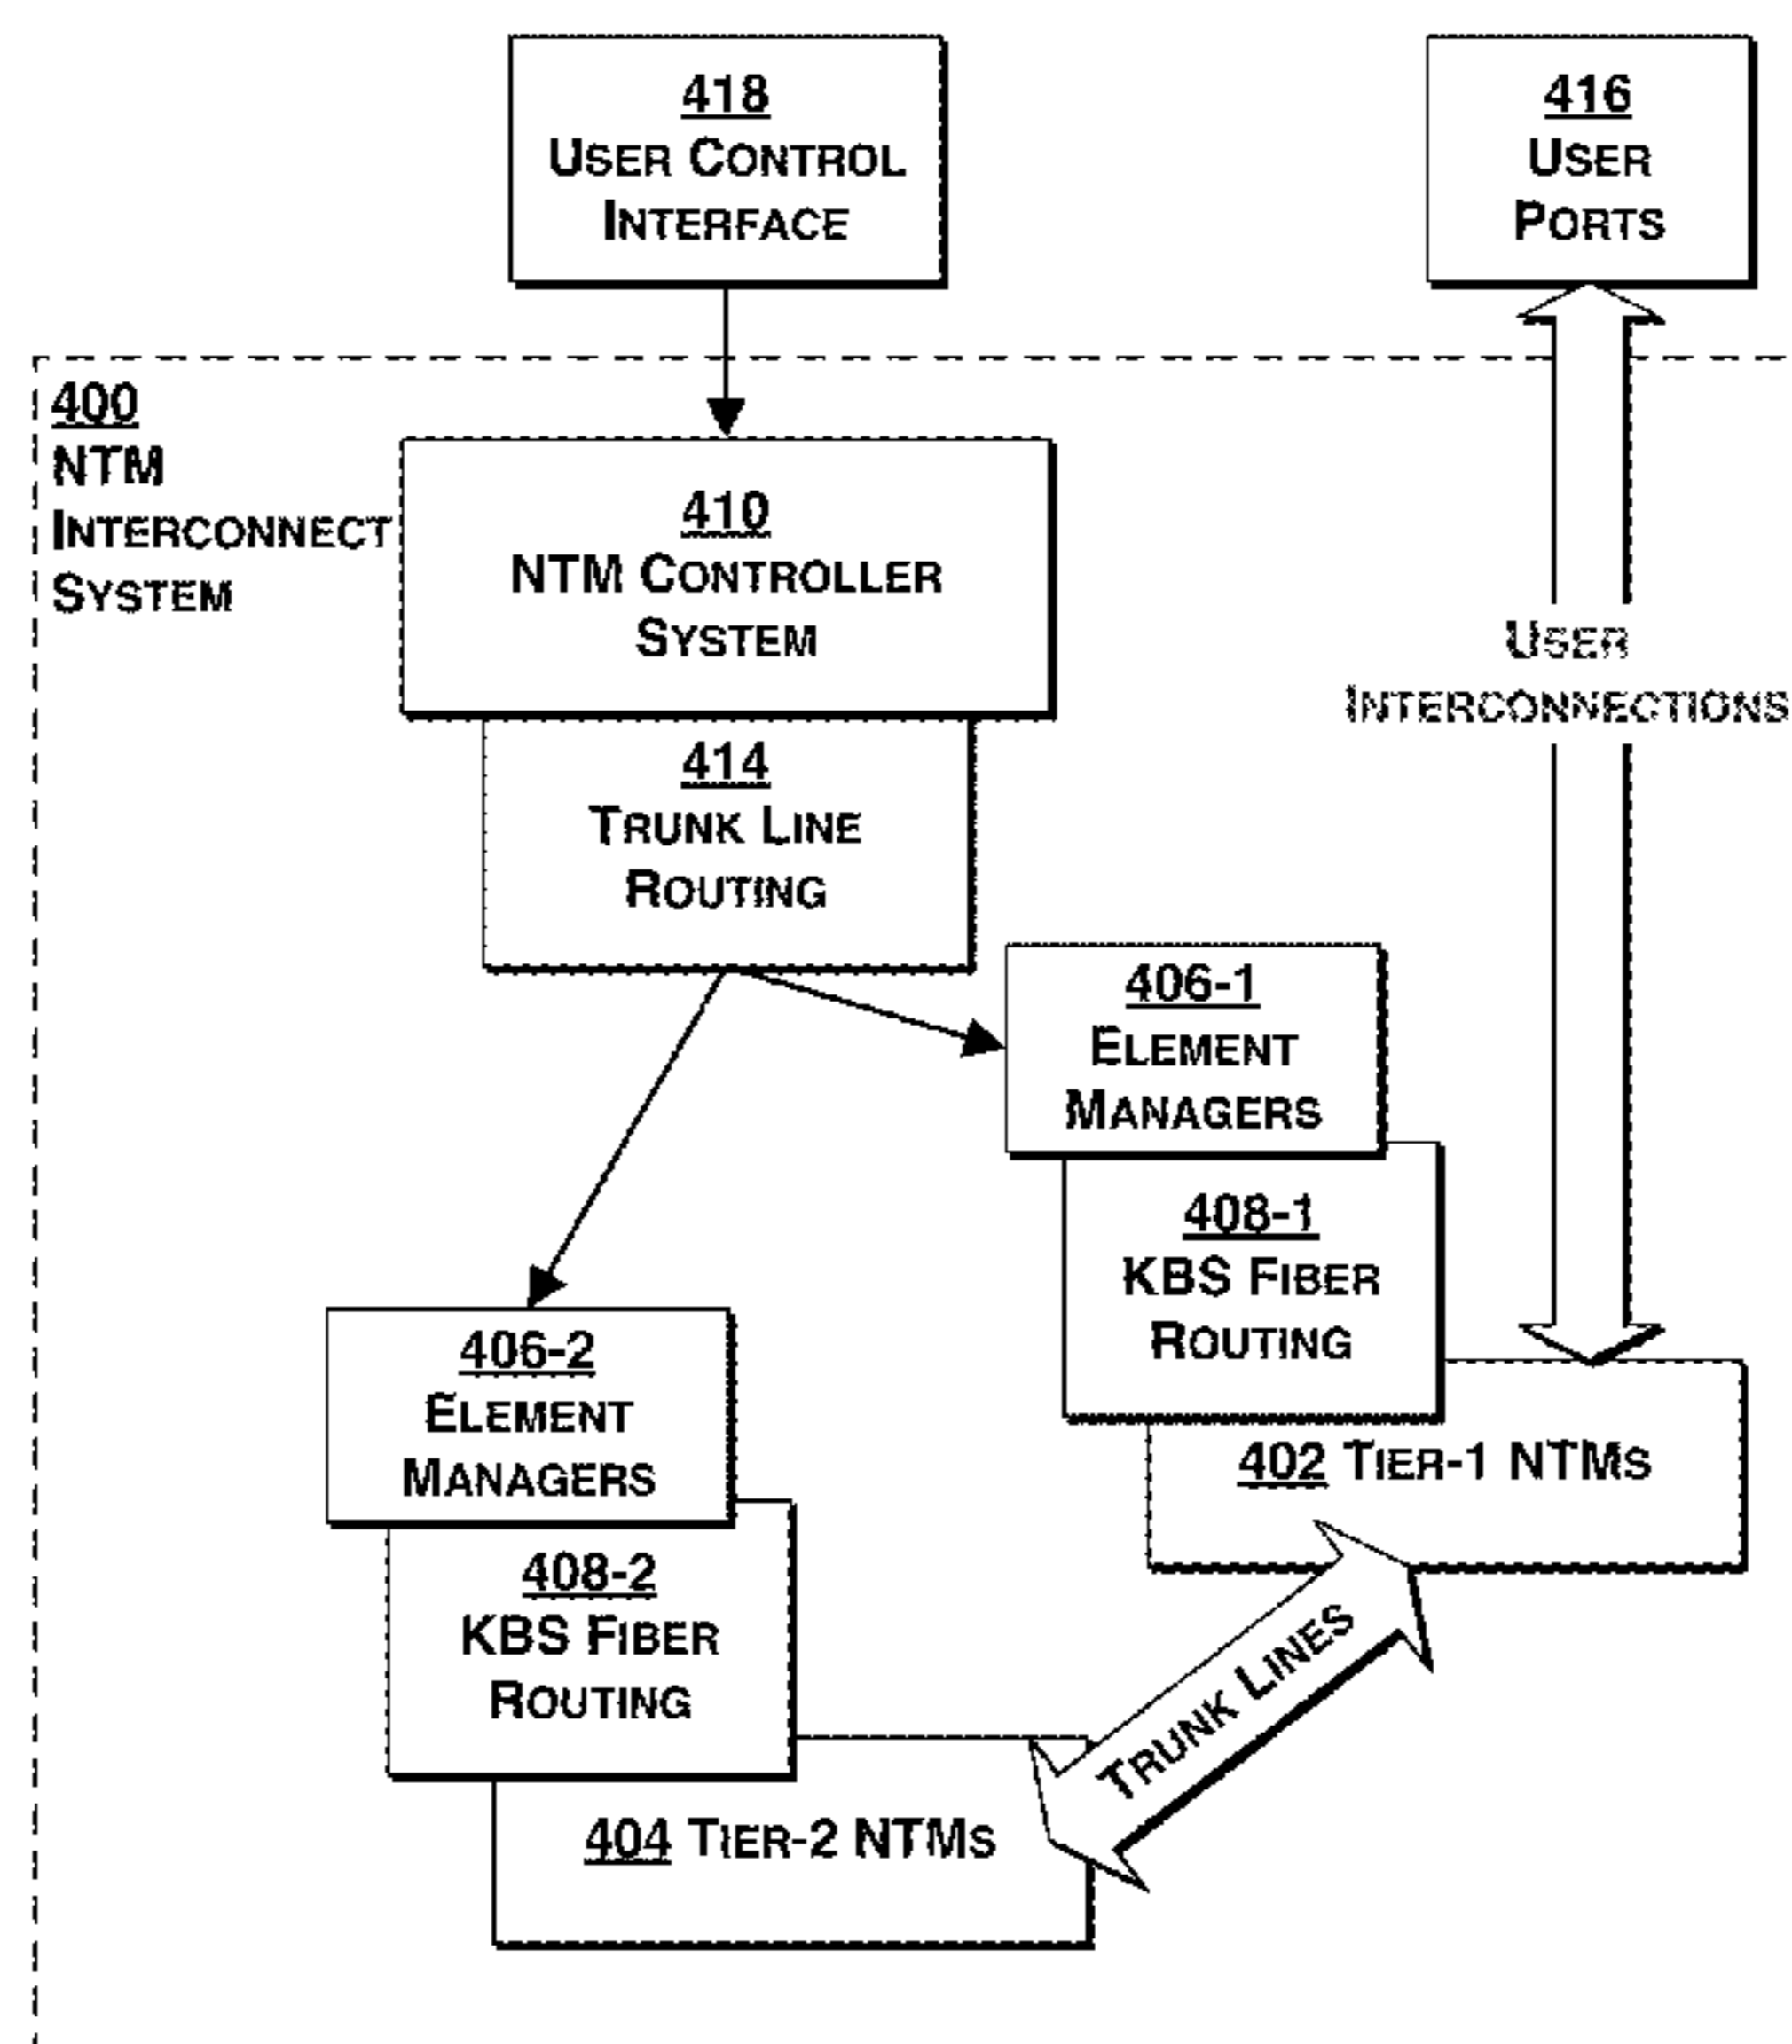 418
USER CONTROL
INTERFACE
416
USER
PORTS
400
NTM
INTERCONNECT
SYSTEM
410
NTM CONTROLLER
SYSTEM
USER
INTERCONNECTIONS
414
TRUNK LINE
ROUTING
406-1
ELEMENT
MANAGERS
408-1
KBS FIBER
ROUTING
406-2
ELEMENT
MANAGERS
402 TIER-1 NTMS
408-2
KBS FIBER
ROUTING
TRUNK LINES
404 TIER-2 NTMS